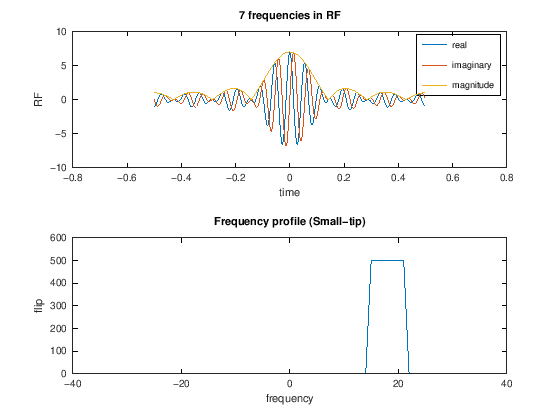 7 frequencies in RF
10
5
0
−5
−10
RF
real
imaginary
magnitude
−0.8 −0.6 −0.4 −0.2 0 0.2 0.4 0.6 0.8
time
Frequency profile (Small−tip)
600
500
400
300
200
100
0
flip
−40 −20 0 20 40
frequency